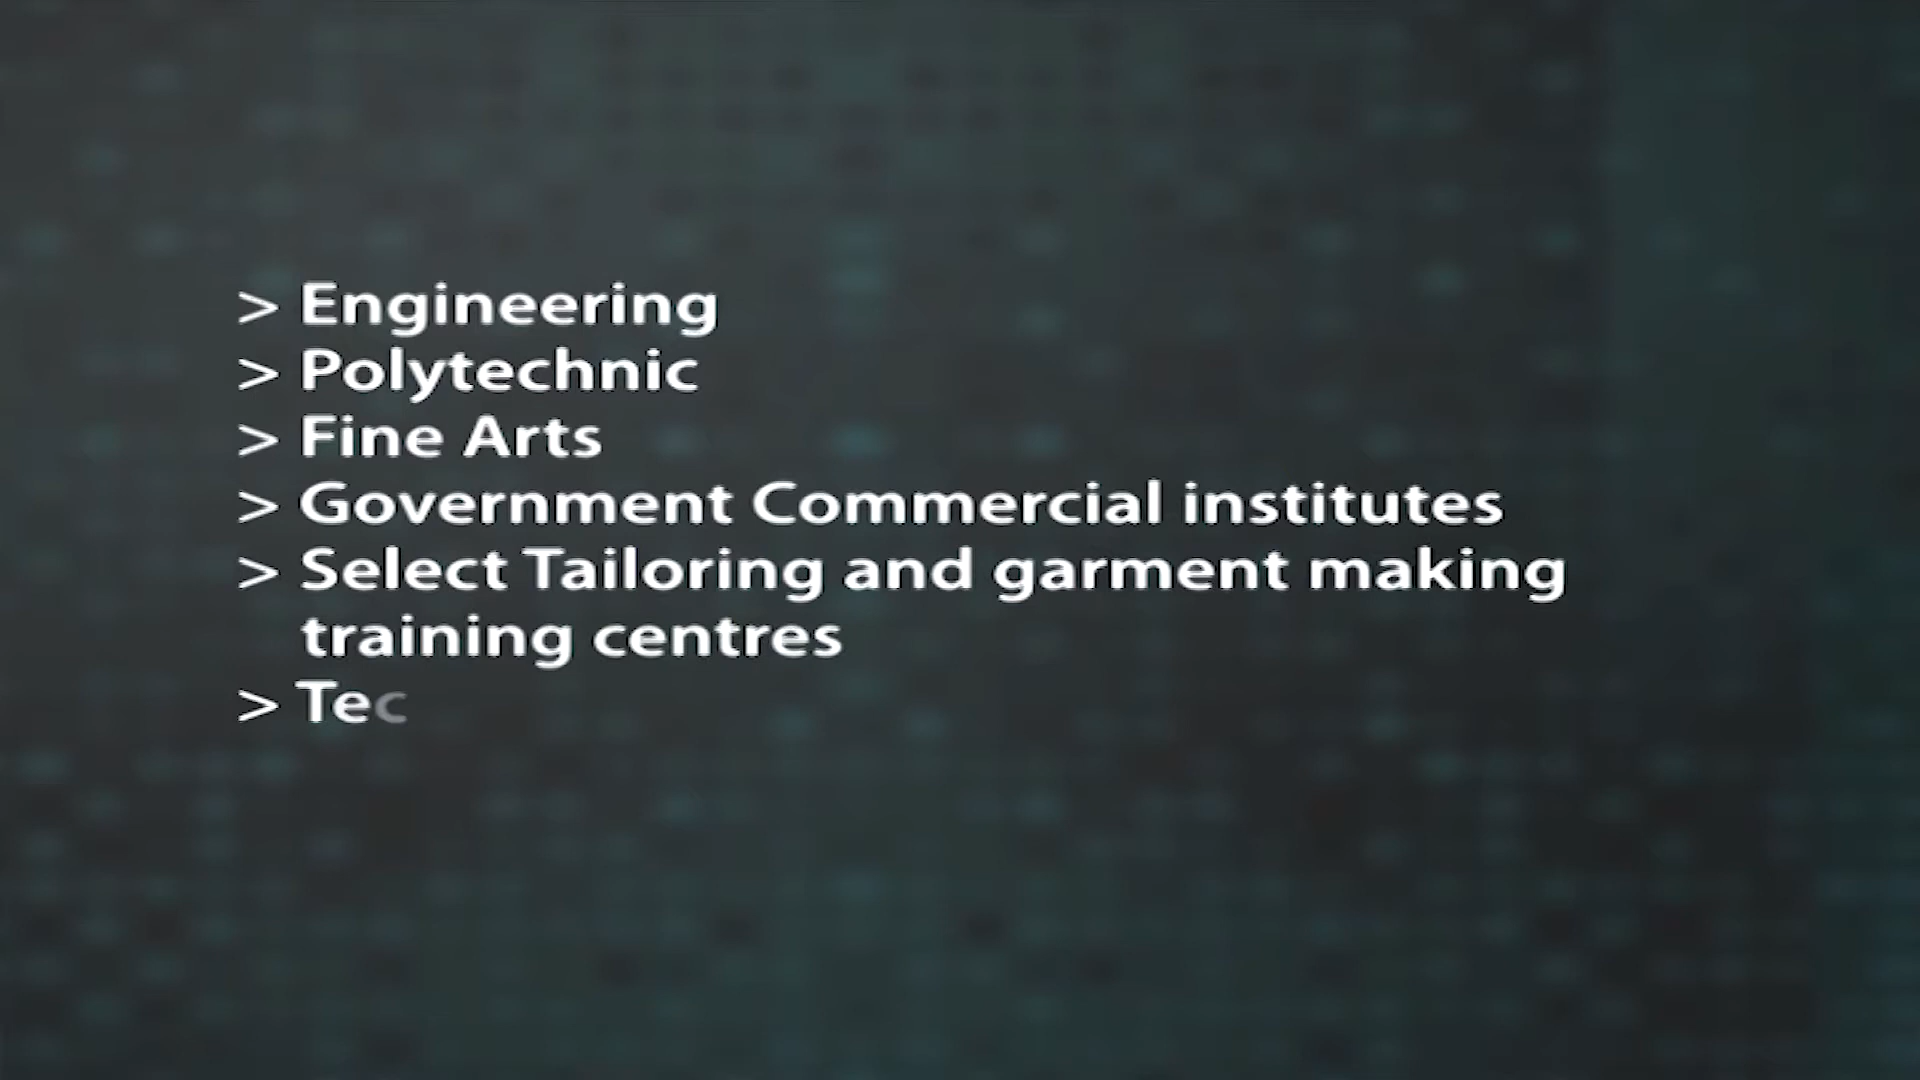 > Engineering
> Polytechnic
> Fine Arts
> Government Commercial institutes
> Select Tailoring and garment making
training centres
> Tec